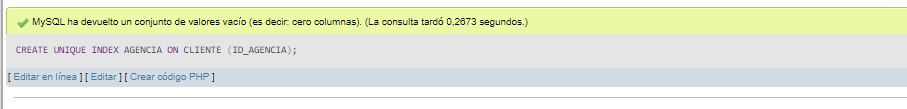 MySQL ha devuelto un conjunto de valores vacío (es decir: cero columnas). (La consulta tardó 0,2673 segundos.)
CREATE UNIQUE INDEX AGENCIA ON CLIENTE (ID_AGENCIA);
[ Editar en línea ] [ Editar ] [ Crear código PHP ]